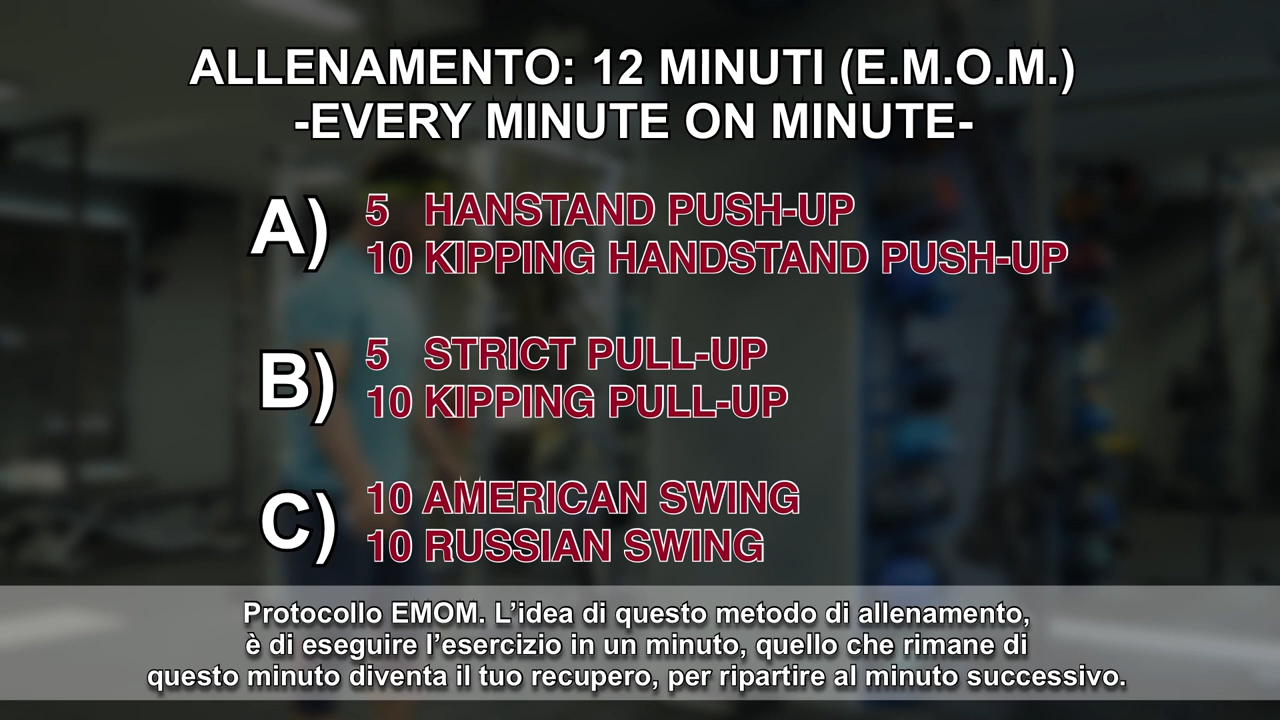 ALLENAMENTO: 12 MINUTI (E.M.O.M.)
-EVERY MINUTE ON MINUTE-
A) 5 HANSTAND PUSH-UP
10 KIPPING HANDSTAND PUSH-UP
B) 5 STRICT PULL-UP
10 KIPPING PULL-UP
C) 10 AMERICAN SWING
10 RUSSIAN SWING
Protocollo EMOM. L’idea di questo metodo di allenamento,
è di eseguire l’esercizio in un minuto, quello che rimane di
questo minuto diventa il tuo recupero, per ripartire al minuto successivo.